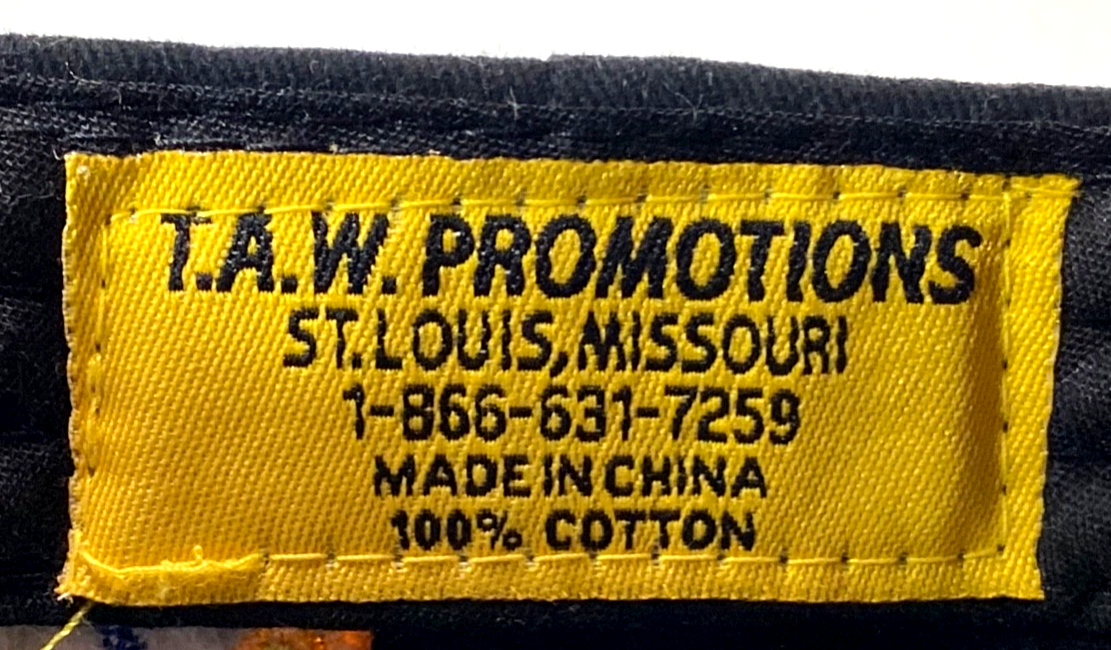 T.A.W. PROMOTIONS
ST. LOUIS, MISSOURI
1-866-631-7259
MADE IN CHINA
100% COTTON